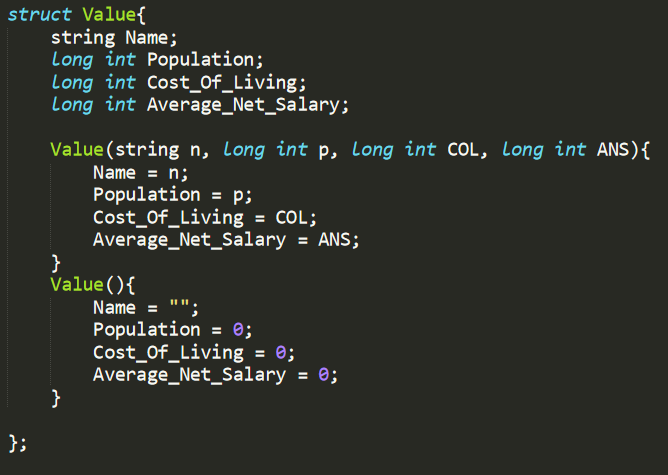 struct Value{
    string Name;
    long int Population;
    long int Cost_Of_Living;
    long int Average_Net_Salary;

    Value(string n, long int p, long int COL, long int ANS){
        Name = n;
        Population = p;
        Cost_Of_Living = COL;
        Average_Net_Salary = ANS;
    }
    Value(){
        Name = "";
        Population = 0;
        Cost_Of_Living = 0;
        Average_Net_Salary = 0;
    }

};